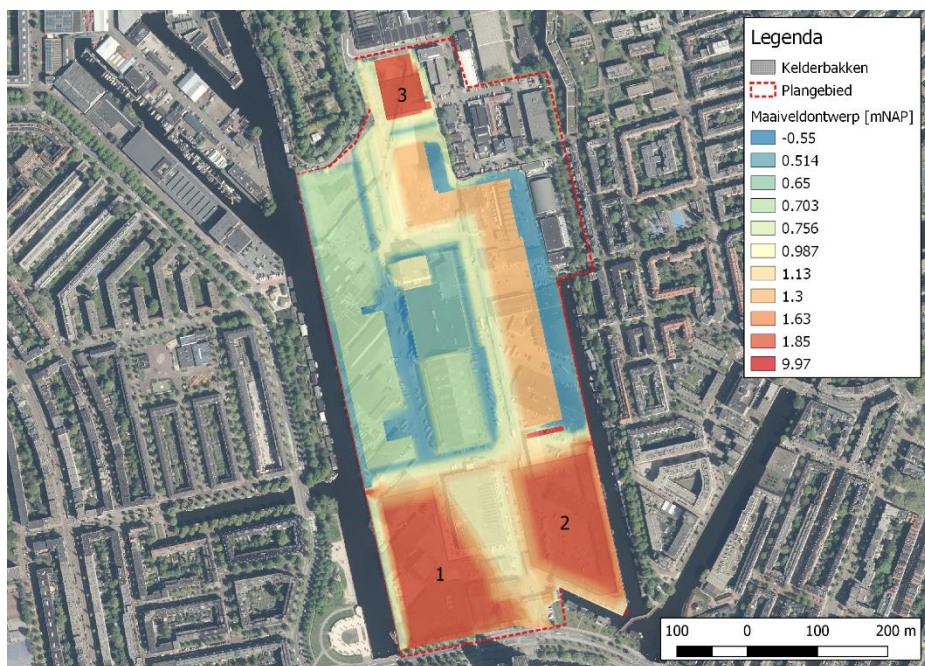 Legenda
Kelderbakken
Plangebied
Maaiveldontwerp [mNAP]
-0.55
0.514
0.65
0.703
0.756
0.987
1.13
1.3
1.63
1.85
9.97
3
2
1
100 0 100 200 m